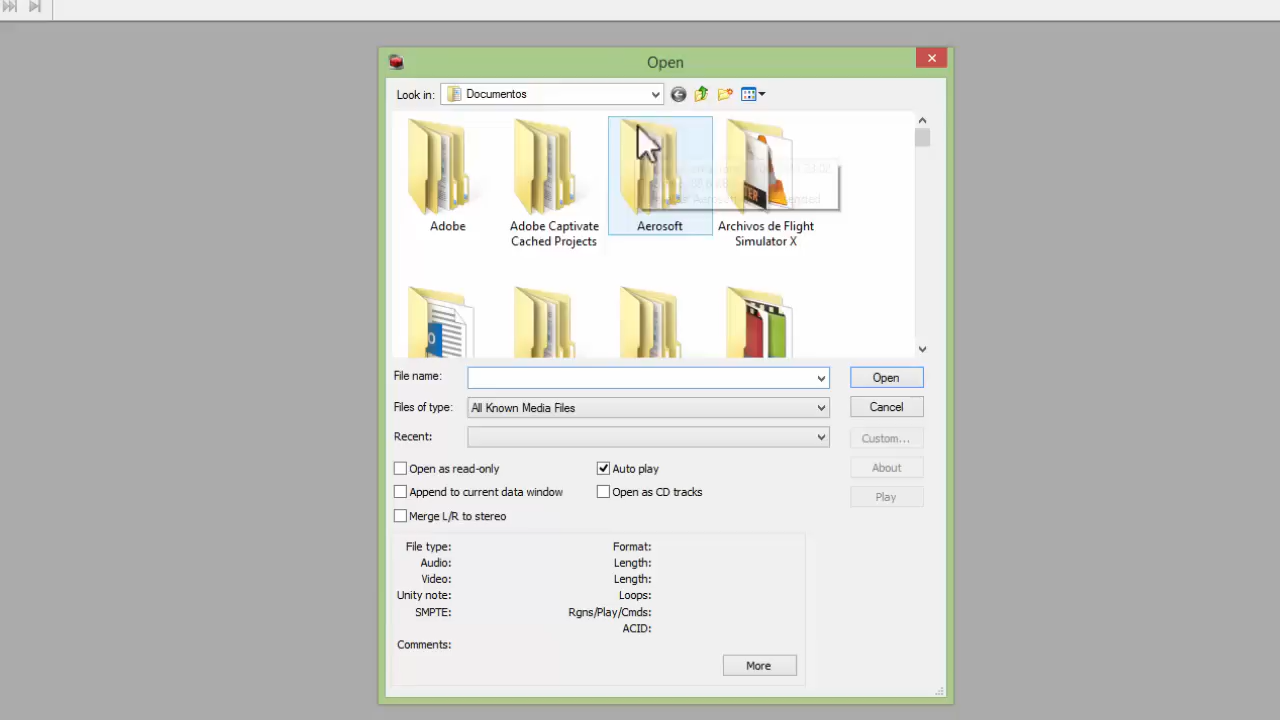 Open
Look in: Documentos
Adobe
Adobe Captivate
Cached Projects
Aerosoft
Archivos de Flight
Simulator X
File name:
Open
Files of type: All Known Media Files
Cancel
Recent:
Custom...
Open as read-only
Auto play
About
Append to current data window
Open as CD tracks
Play
Merge L/R to stereo
File type:
Format:
Audio:
Length:
Video:
Length:
Unity note:
Loops:
SMPTE:
Rgns/Play/Cmds:
ACID:
Comments:
More